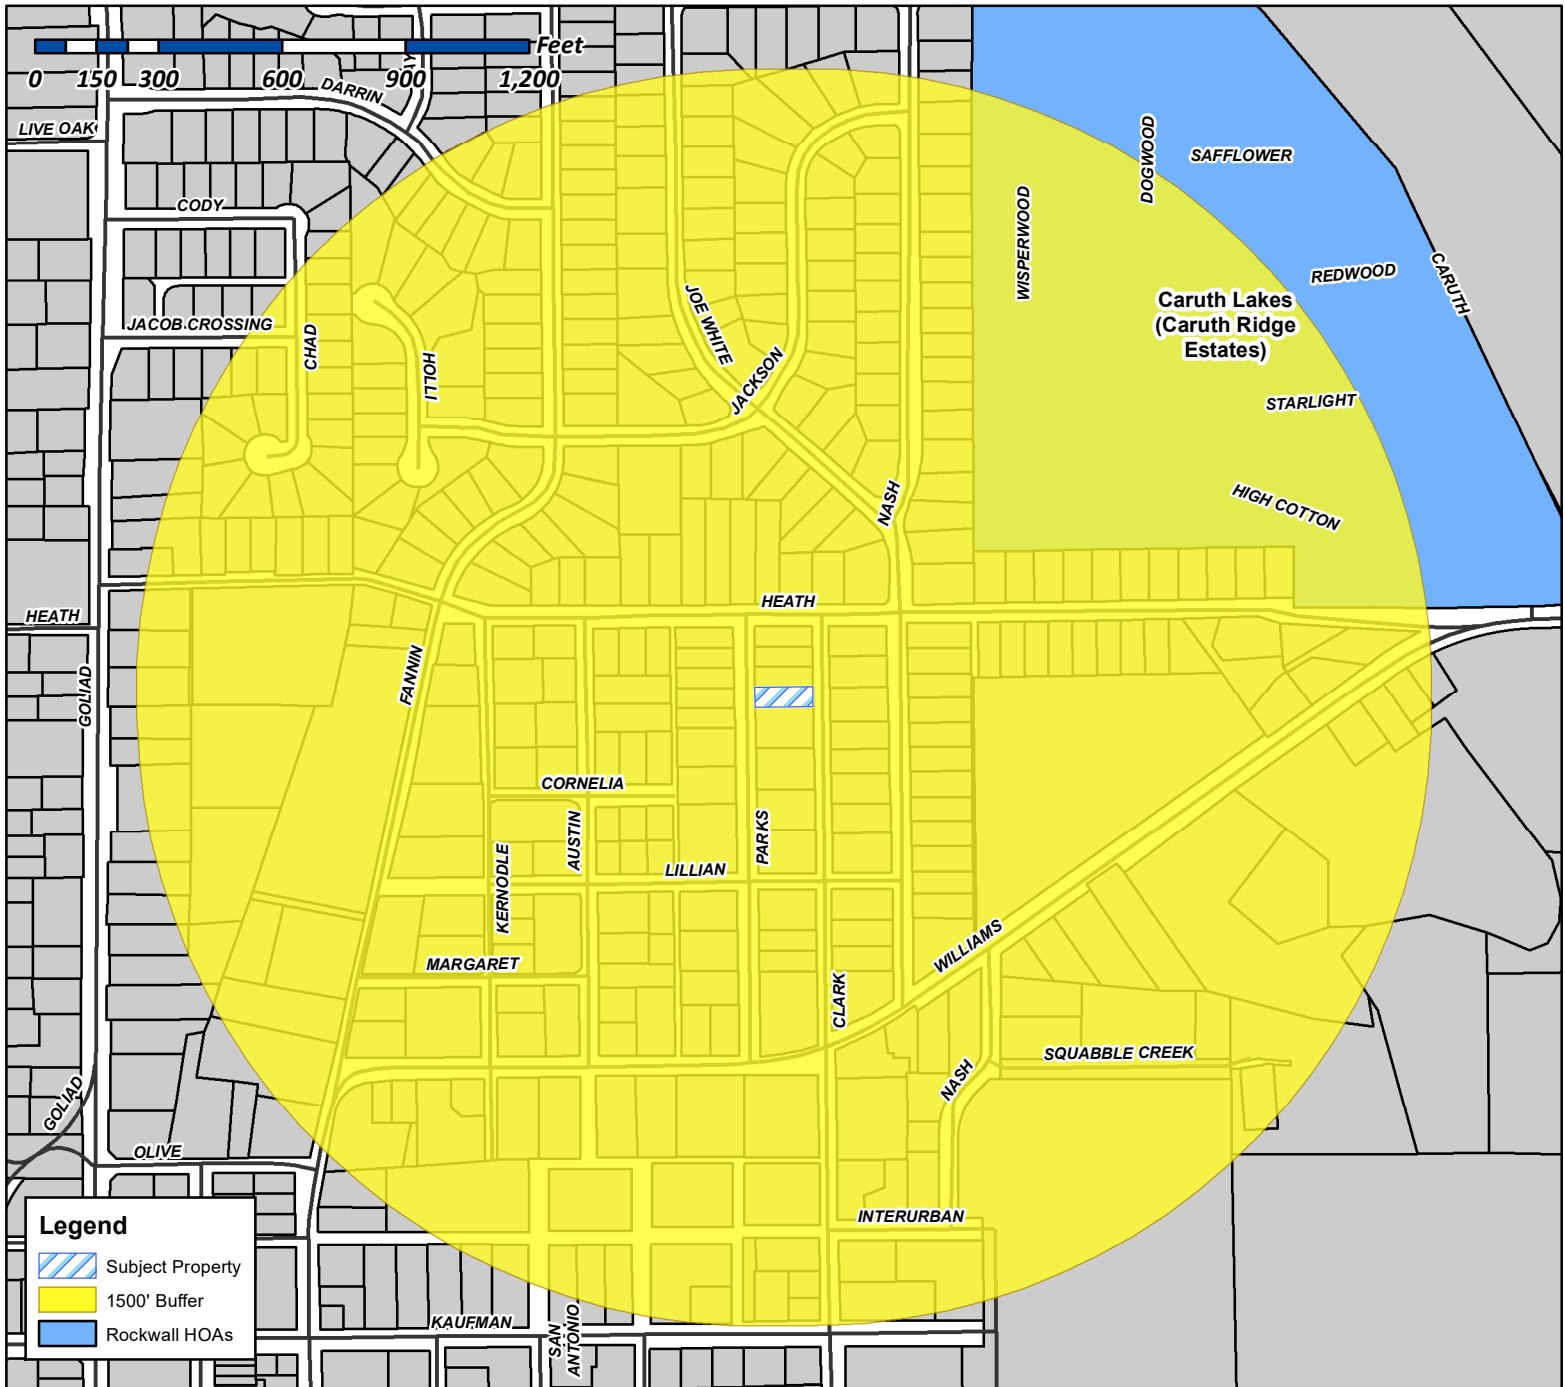 Feet
0 150 300 600 900 1,200
DARRIN
AY
LIVE OAK
DOGWOOD
SAFFLOWER
CODY
WISPERWOOD
REDWOOD
CARUTH
Caruth Lakes
(Caruth Ridge
Estates)
JACOB CROSSING
CHAD
HOLLI
JOE WHITE
JACKSON
STARLIGHT
NASH
HIGH COTTON
HEATH
HEATH
GOLIAD
FANNIN
CORNELIA
AUSTIN
PARKS
KERNODLE
LILLIAN
MARGARET
WILLIAMS
CLARK
SQUABBLE CREEK
NASH
GOLIAD
OLIVE
INTERURBAN
KAUFMAN
SAN
ANTONIO
Legend
Subject Property
1500' Buffer
Rockwall HOAs